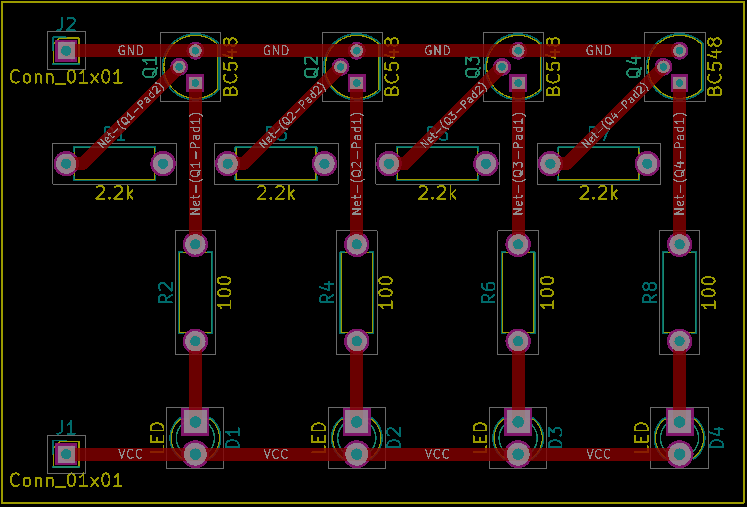 J2
Conn_01x01
GND
GND
GND
GND
Q1
BC548
Q2
BC548
Q3
BC548
Q4
BC548
Net-(Q1-Pad2)
Net-(Q2-Pad2)
Net-(Q3-Pad2)
Net-(Q4-Pad2)
Net-(Q1-Pad1)
Net-(Q2-Pad1)
Net-(Q3-Pad1)
Net-(Q4-Pad1)
2.2k
2.2k
2.2k
2.2k
R2
100
R4
100
R6
100
R8
100
J1
Conn_01x01
LED
D1
LED
D2
LED
D3
LED
D4
VCC
VCC
VCC
VCC